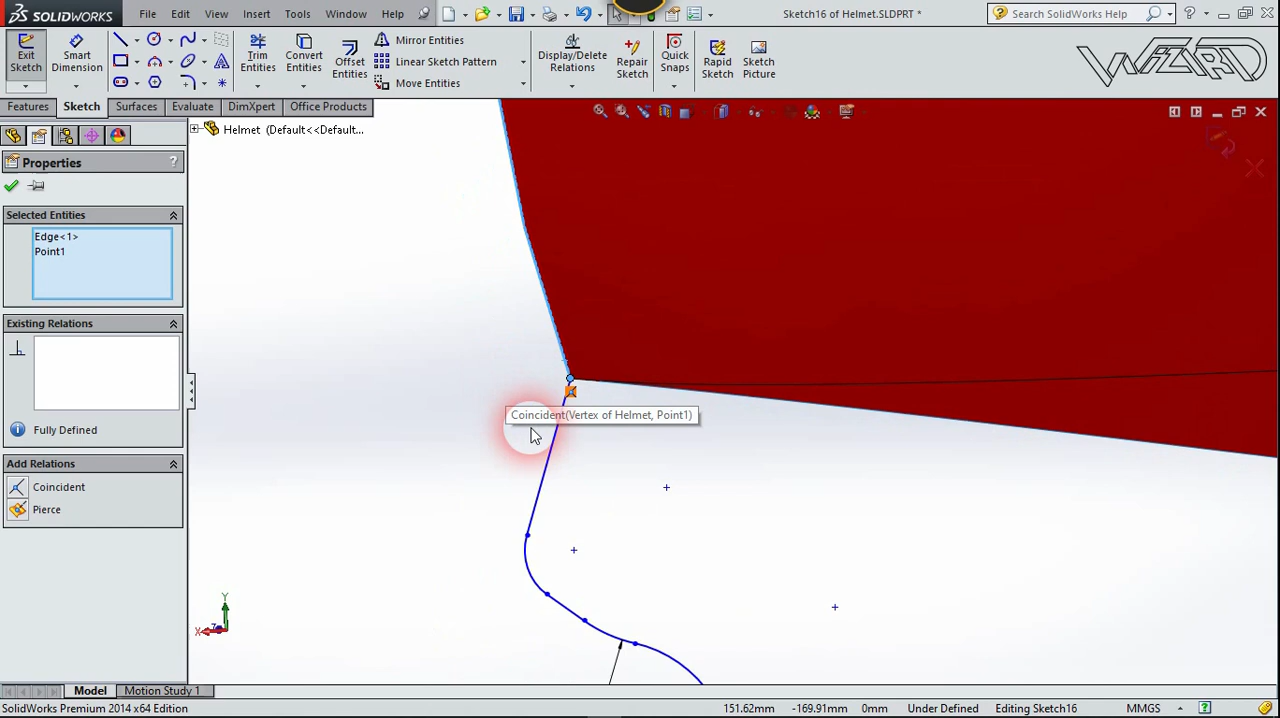 SOLIDWORKS File Edit View Insert Tools Window Help Sketch16 of Helmet.SLDPRT * Search SolidWorks Help
Exit Sketch
Smart Dimension
Trim Entities
Convert Entities
Offset Entities
Mirror Entities
Linear Sketch Pattern
Move Entities
Display/Delete Relations
Repair Sketch
Quick Snaps
Rapid Sketch
Sketch Picture
WIZARD
Features Sketch Surfaces Evaluate DimXpert Office Products
Helmet (Default<<Default...
Properties ?
Selected Entities
Edge<1>
Point1
Existing Relations
Fully Defined
Add Relations
Coincident
Pierce
Coincident(Vertex of Helmet, Point1)
Y
X
Z
Model Motion Study 1
SolidWorks Premium 2014 x64 Edition 151.62mm -169.91mm 0mm Under Defined Editing Sketch16 MMGS ?